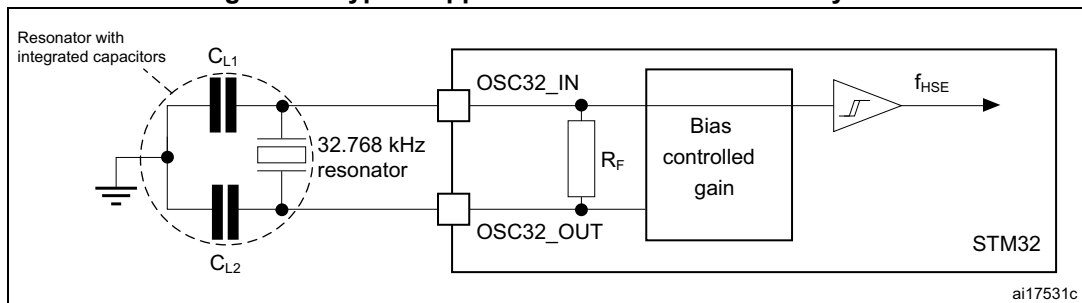 Resonator with
integrated capacitors
CL1
OSC32_IN
fHSE
32.768 kHz
resonator
RF
Bias
controlled
gain
OSC32_OUT
STM32
CL2
ai17531c